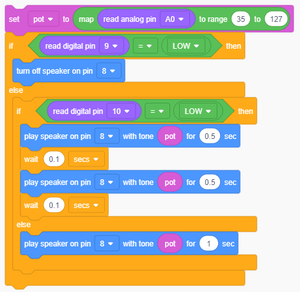 set pot to map read analog pin A0 to range 35 to 127
if read digital pin 9 = LOW then
turn off speaker on pin 8
else
if read digital pin 10 = LOW then
play speaker on pin 8 with tone pot for 0.5 sec
wait 0.1 secs
play speaker on pin 8 with tone pot for 0.5 sec
wait 0.1 secs
else
play speaker on pin 8 with tone pot for 1 sec